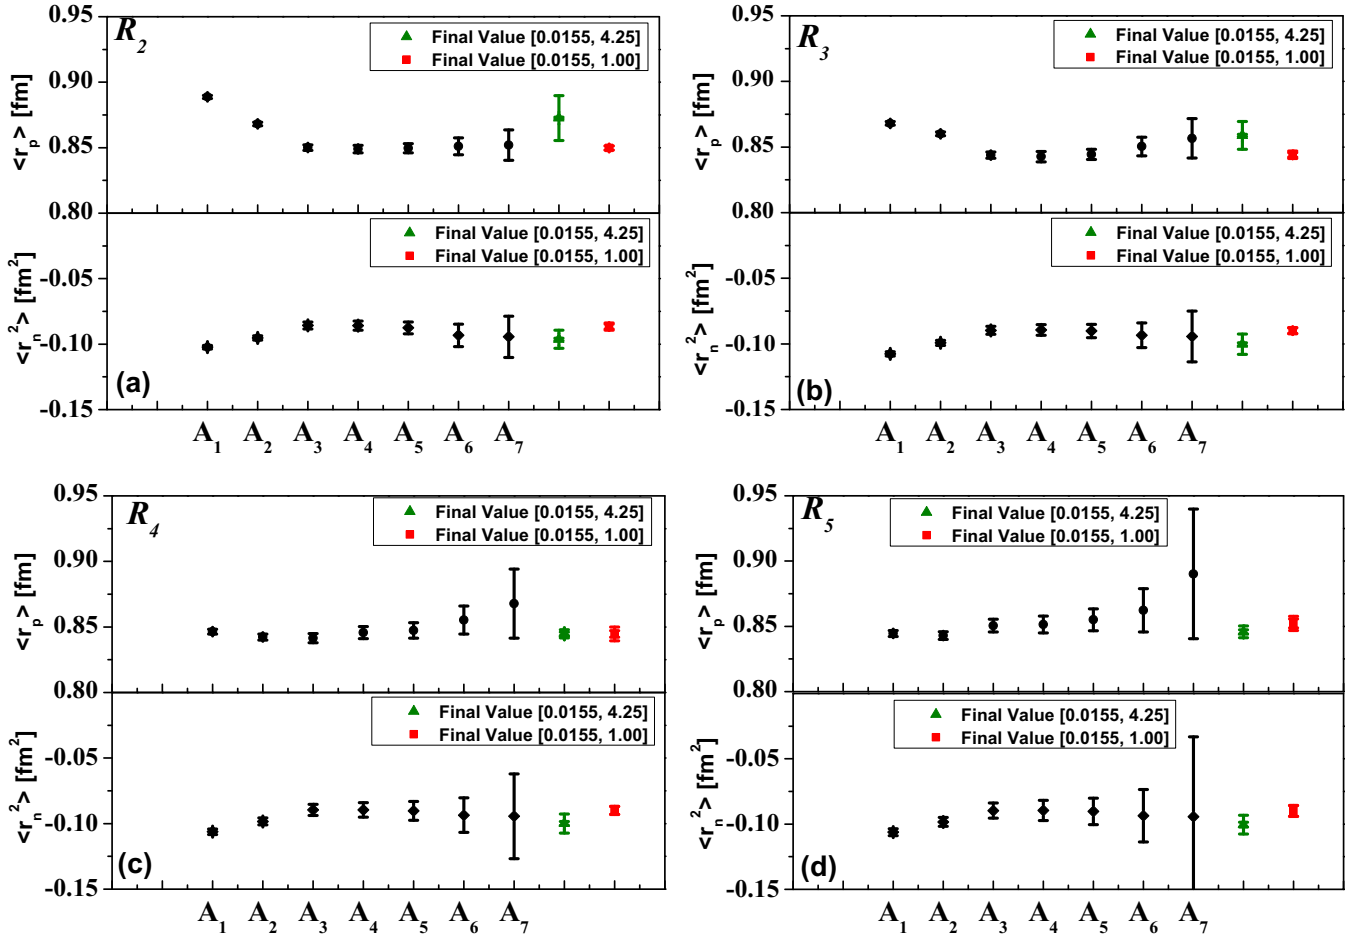 R2
<rp> [fm]
0.95
0.90
0.85
0.80
Final Value [0.0155, 4.25]
Final Value [0.0155, 1.00]
<rn2> [fm2]
-0.05
-0.10
-0.15
Final Value [0.0155, 4.25]
Final Value [0.0155, 1.00]
(a)
A1 A2 A3 A4 A5 A6 A7
R3
<rp> [fm]
0.95
0.90
0.85
0.80
Final Value [0.0155, 4.25]
Final Value [0.0155, 1.00]
<rn2> [fm2]
-0.05
-0.10
-0.15
Final Value [0.0155, 4.25]
Final Value [0.0155, 1.00]
(b)
A1 A2 A3 A4 A5 A6 A7
R4
<rp> [fm]
0.95
0.90
0.85
0.80
Final Value [0.0155, 4.25]
Final Value [0.0155, 1.00]
<rn2> [fm2]
-0.05
-0.10
-0.15
Final Value [0.0155, 4.25]
Final Value [0.0155, 1.00]
(c)
A1 A2 A3 A4 A5 A6 A7
R5
<rp> [fm]
0.95
0.90
0.85
0.80
Final Value [0.0155, 4.25]
Final Value [0.0155, 1.00]
<rn2> [fm2]
-0.05
-0.10
-0.15
Final Value [0.0155, 4.25]
Final Value [0.0155, 1.00]
(d)
A1 A2 A3 A4 A5 A6 A7